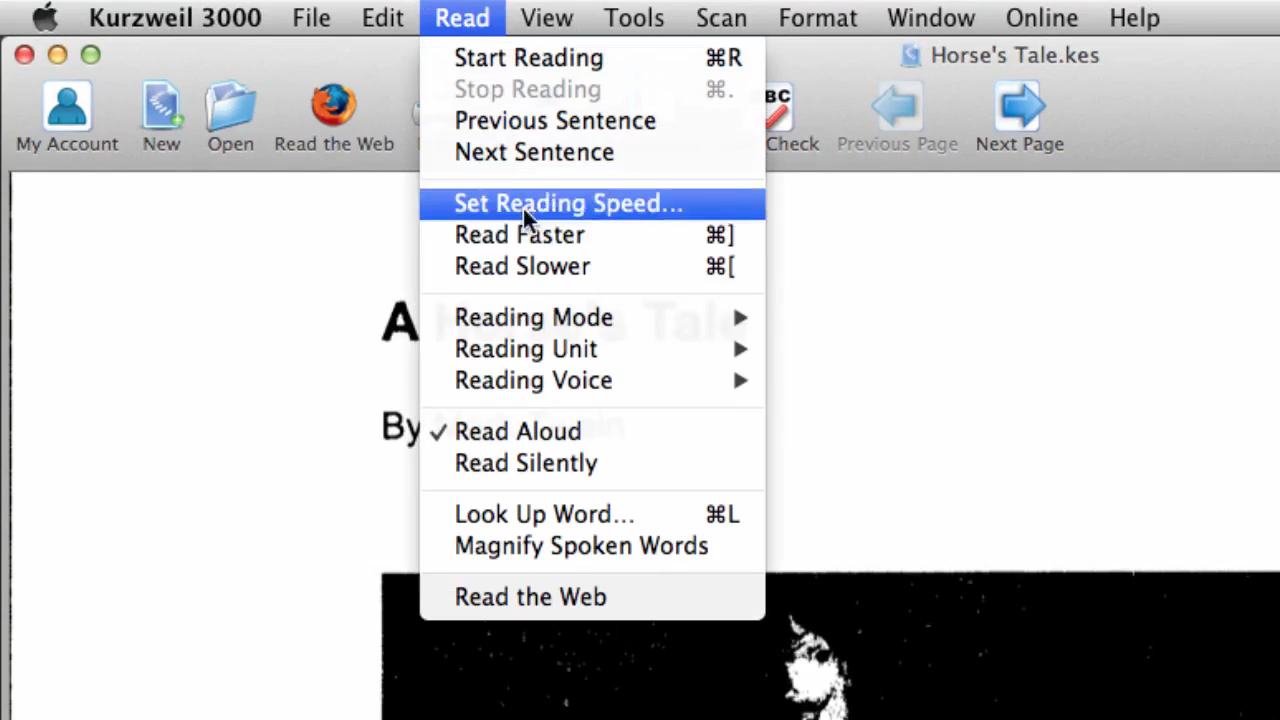 Kurzweil 3000 File Edit Read View Tools Scan Format Window Online Help
Horse's Tale.kes
My Account New Open Read the Web Check Previous Page Next Page
Start Reading ⌘R
Stop Reading ⌘.
Previous Sentence
Next Sentence
Set Reading Speed...
Read Faster ⌘]
Read Slower ⌘[
Reading Mode
Reading Unit
Reading Voice
✓ Read Aloud
Read Silently
Look Up Word... ⌘L
Magnify Spoken Words
Read the Web
A Horse's Tale
By